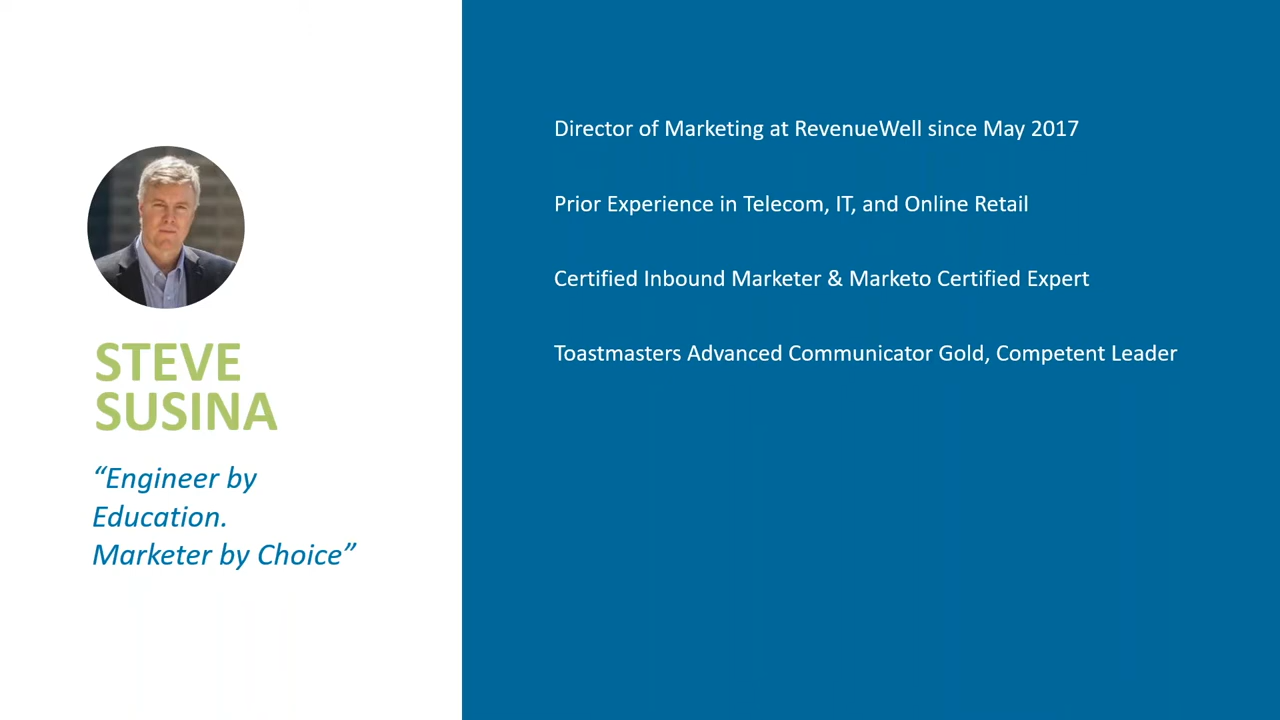 STEVE
SUSINA
“Engineer by
Education.
Marketer by Choice”
Director of Marketing at RevenueWell since May 2017
Prior Experience in Telecom, IT, and Online Retail
Certified Inbound Marketer & Marketo Certified Expert
Toastmasters Advanced Communicator Gold, Competent Leader